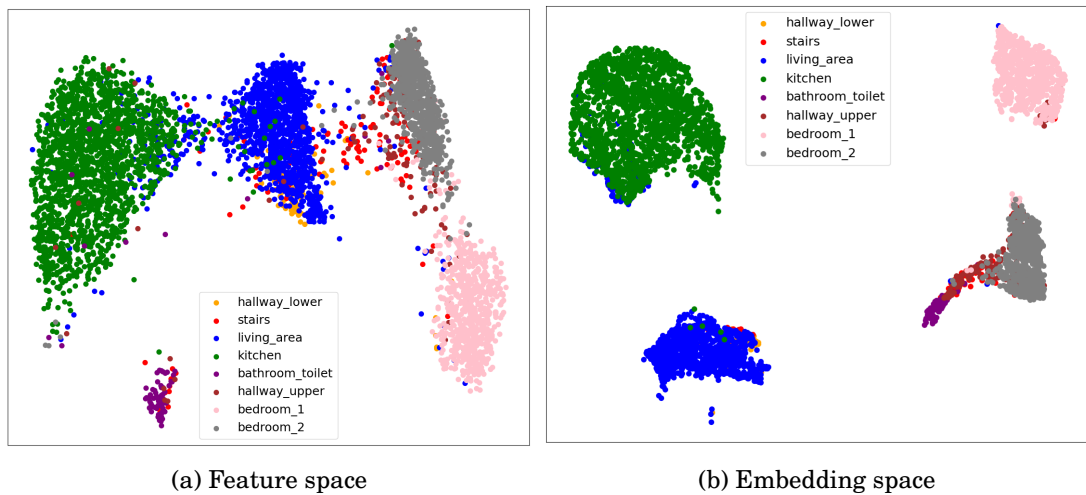 hallway_lower
stairs
living_area
kitchen
bathroom_toilet
hallway_upper
bedroom_1
bedroom_2
hallway_lower
stairs
living_area
kitchen
bathroom_toilet
hallway_upper
bedroom_1
bedroom_2
(a) Feature space
(b) Embedding space